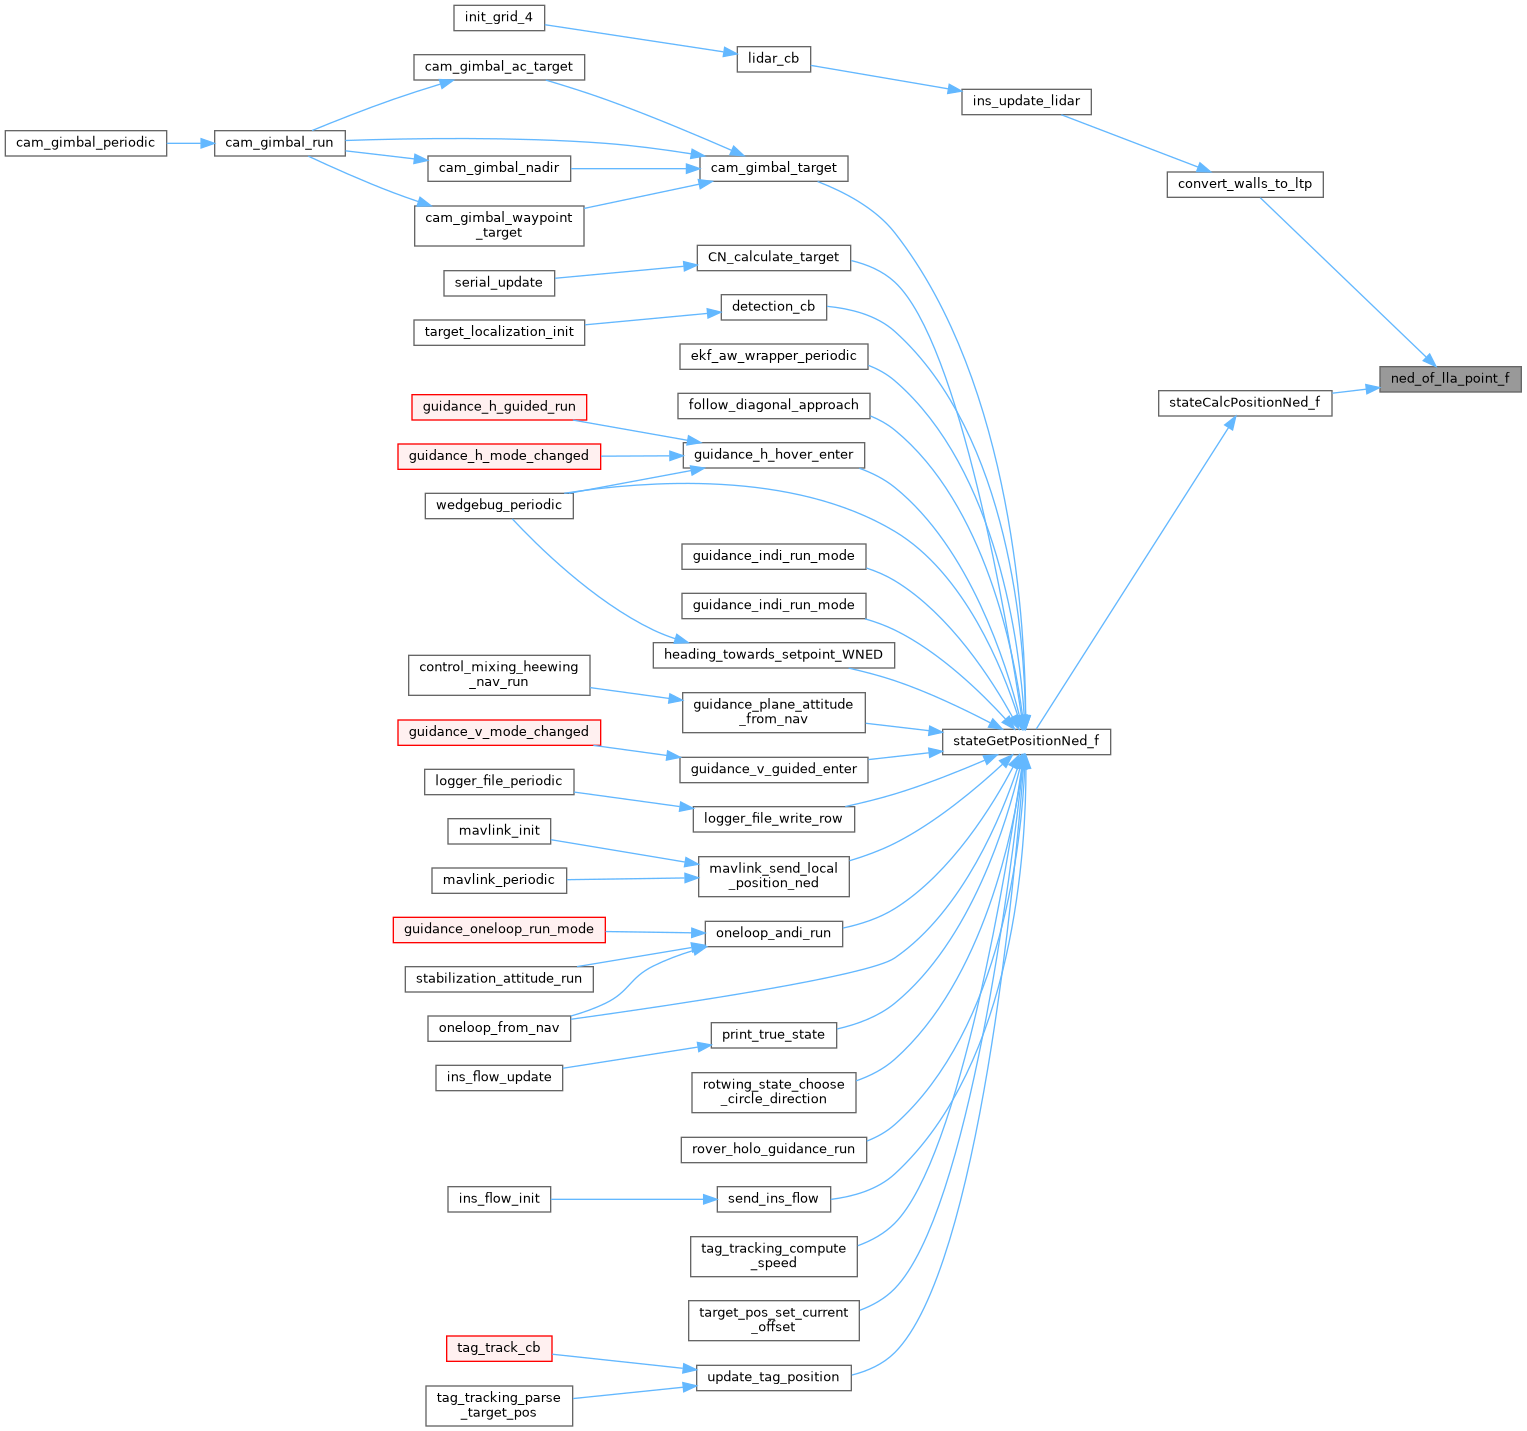 init_grid_4
lidar_cb
cam_gimbal_ac_target
ins_update_lidar
cam_gimbal_periodic
cam_gimbal_run
cam_gimbal_nadir
cam_gimbal_target
convert_walls_to_ltp
cam_gimbal_waypoint
_target
CN_calculate_target
serial_update
detection_cb
target_localization_init
ekf_aw_wrapper_periodic
ned_of_lla_point_f
stateCalcPositionNed_f
follow_diagonal_approach
guidance_h_guided_run
guidance_h_mode_changed
guidance_h_hover_enter
wedgebug_periodic
guidance_indi_run_mode
guidance_indi_run_mode
heading_towards_setpoint_WNED
control_mixing_heewing
_nav_run
guidance_plane_attitude
_from_nav
guidance_v_mode_changed
stateGetPositionNed_f
guidance_v_guided_enter
logger_file_periodic
logger_file_write_row
mavlink_init
mavlink_send_local
_position_ned
mavlink_periodic
guidance_oneloop_run_mode
oneloop_andi_run
stabilization_attitude_run
oneloop_from_nav
print_true_state
ins_flow_update
rotwing_state_choose
_circle_direction
rover_holo_guidance_run
ins_flow_init
send_ins_flow
tag_tracking_compute
_speed
target_pos_set_current
_offset
tag_track_cb
update_tag_position
tag_tracking_parse
_target_pos